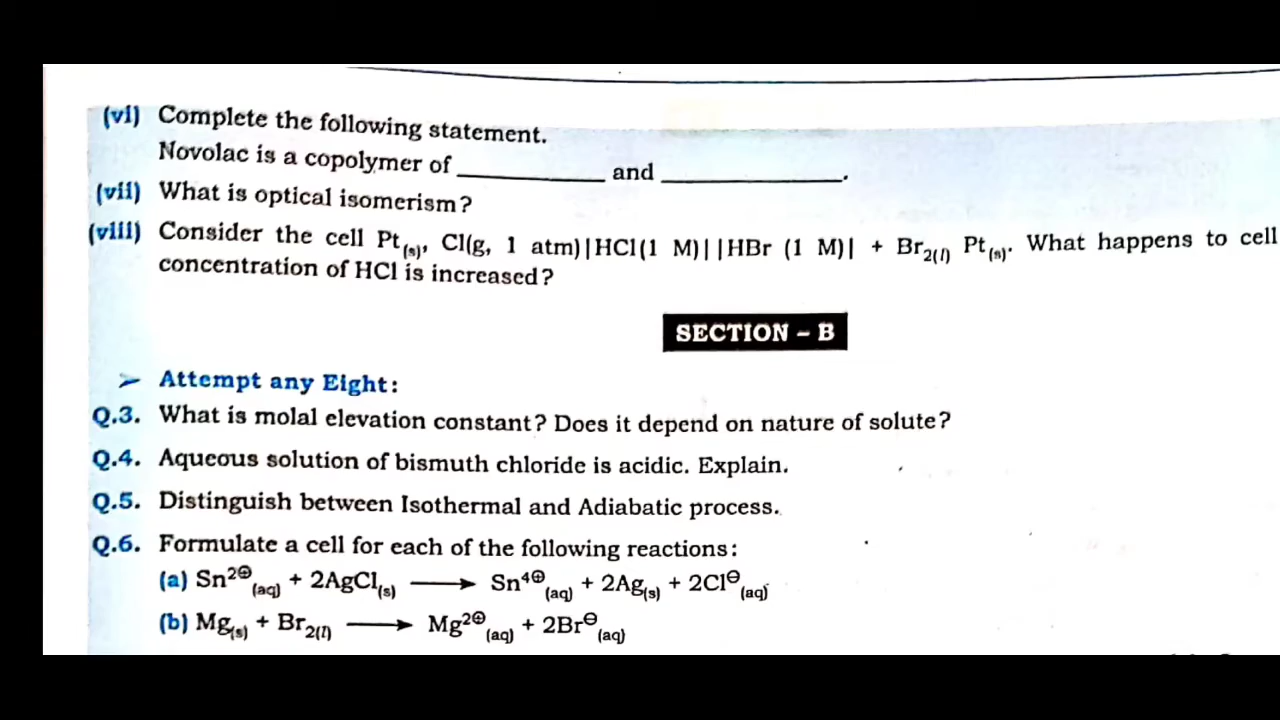 (vi) Complete the following statement.
Novolac is a copolymer of __________ and __________.
(vii) What is optical isomerism?
(viii) Consider the cell Pt(s), Cl(g, 1 atm)|HCl(1 M)||HBr (1 M)| + Br₂(l) Pt(s). What happens to cell
concentration of HCl is increased?
SECTION – B
➢ Attempt any Eight:
Q.3. What is molal elevation constant? Does it depend on nature of solute?
Q.4. Aqueous solution of bismuth chloride is acidic. Explain.
Q.5. Distinguish between Isothermal and Adiabatic process.
Q.6. Formulate a cell for each of the following reactions:
(a) Sn²⊕(aq) + 2AgCl(s) ⟶ Sn⁴⊕(aq) + 2Ag(s) + 2Cl⊖(aq)
(b) Mg(s) + Br₂(l) ⟶ Mg²⊕(aq) + 2Br⊖(aq)